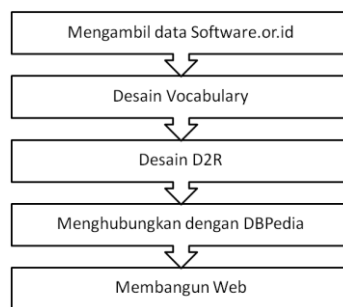 Mengambil data Software.or.id
Desain Vocabulary
Desain D2R
Menghubungkan dengan DBPedia
Membangun Web